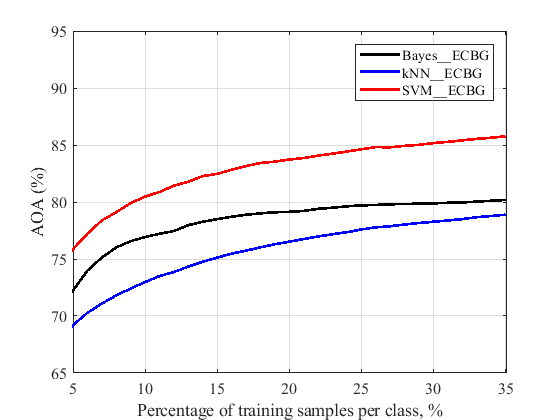 95
90
85
80
75
70
65
AOA (%)
Bayes__ECBG
kNN__ECBG
SVM__ECBG
5 10 15 20 25 30 35
Percentage of training samples per class, %